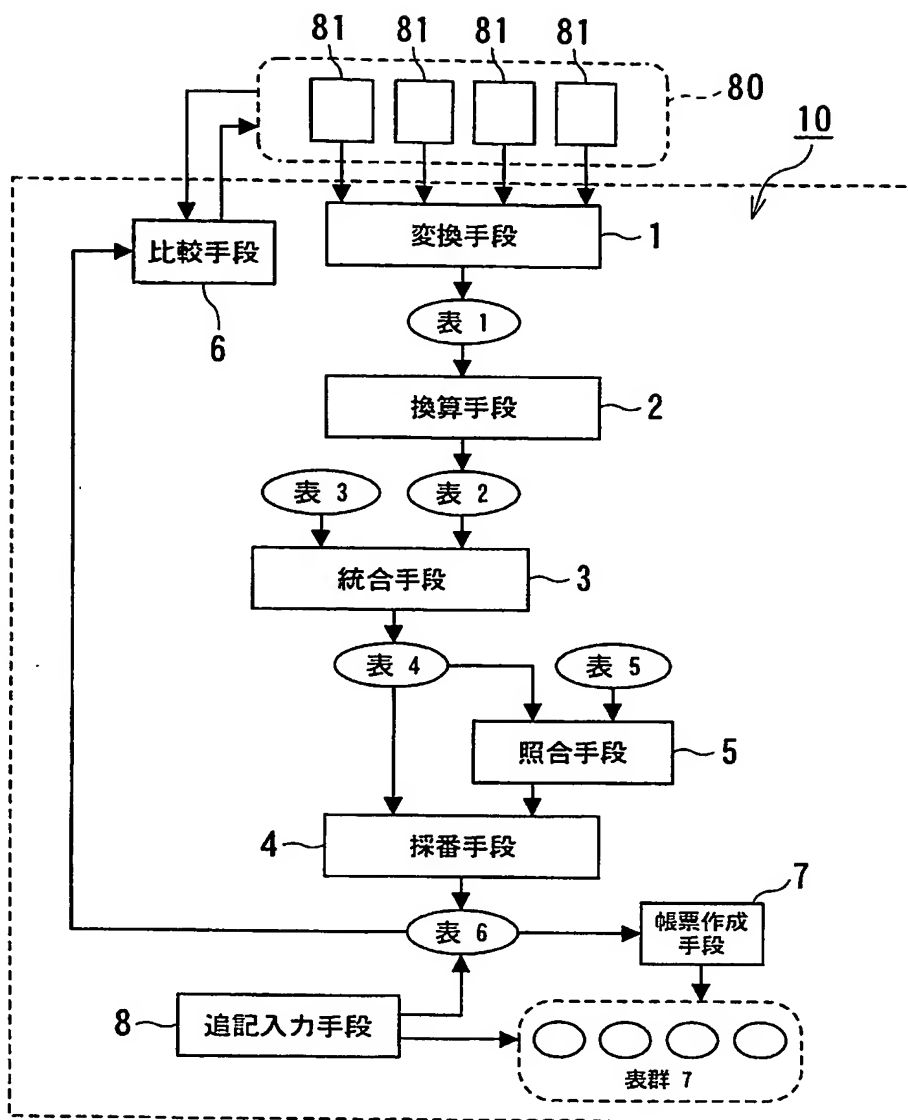 81 81 81 81
80
10
変換手段
1
比較手段
6
表 1
換算手段
2
表 3
表 2
統合手段
3
表 4
表 5
照合手段
5
4
採番手段
7
表 6
帳票作成
手段
8
追記入力手段
表群 7